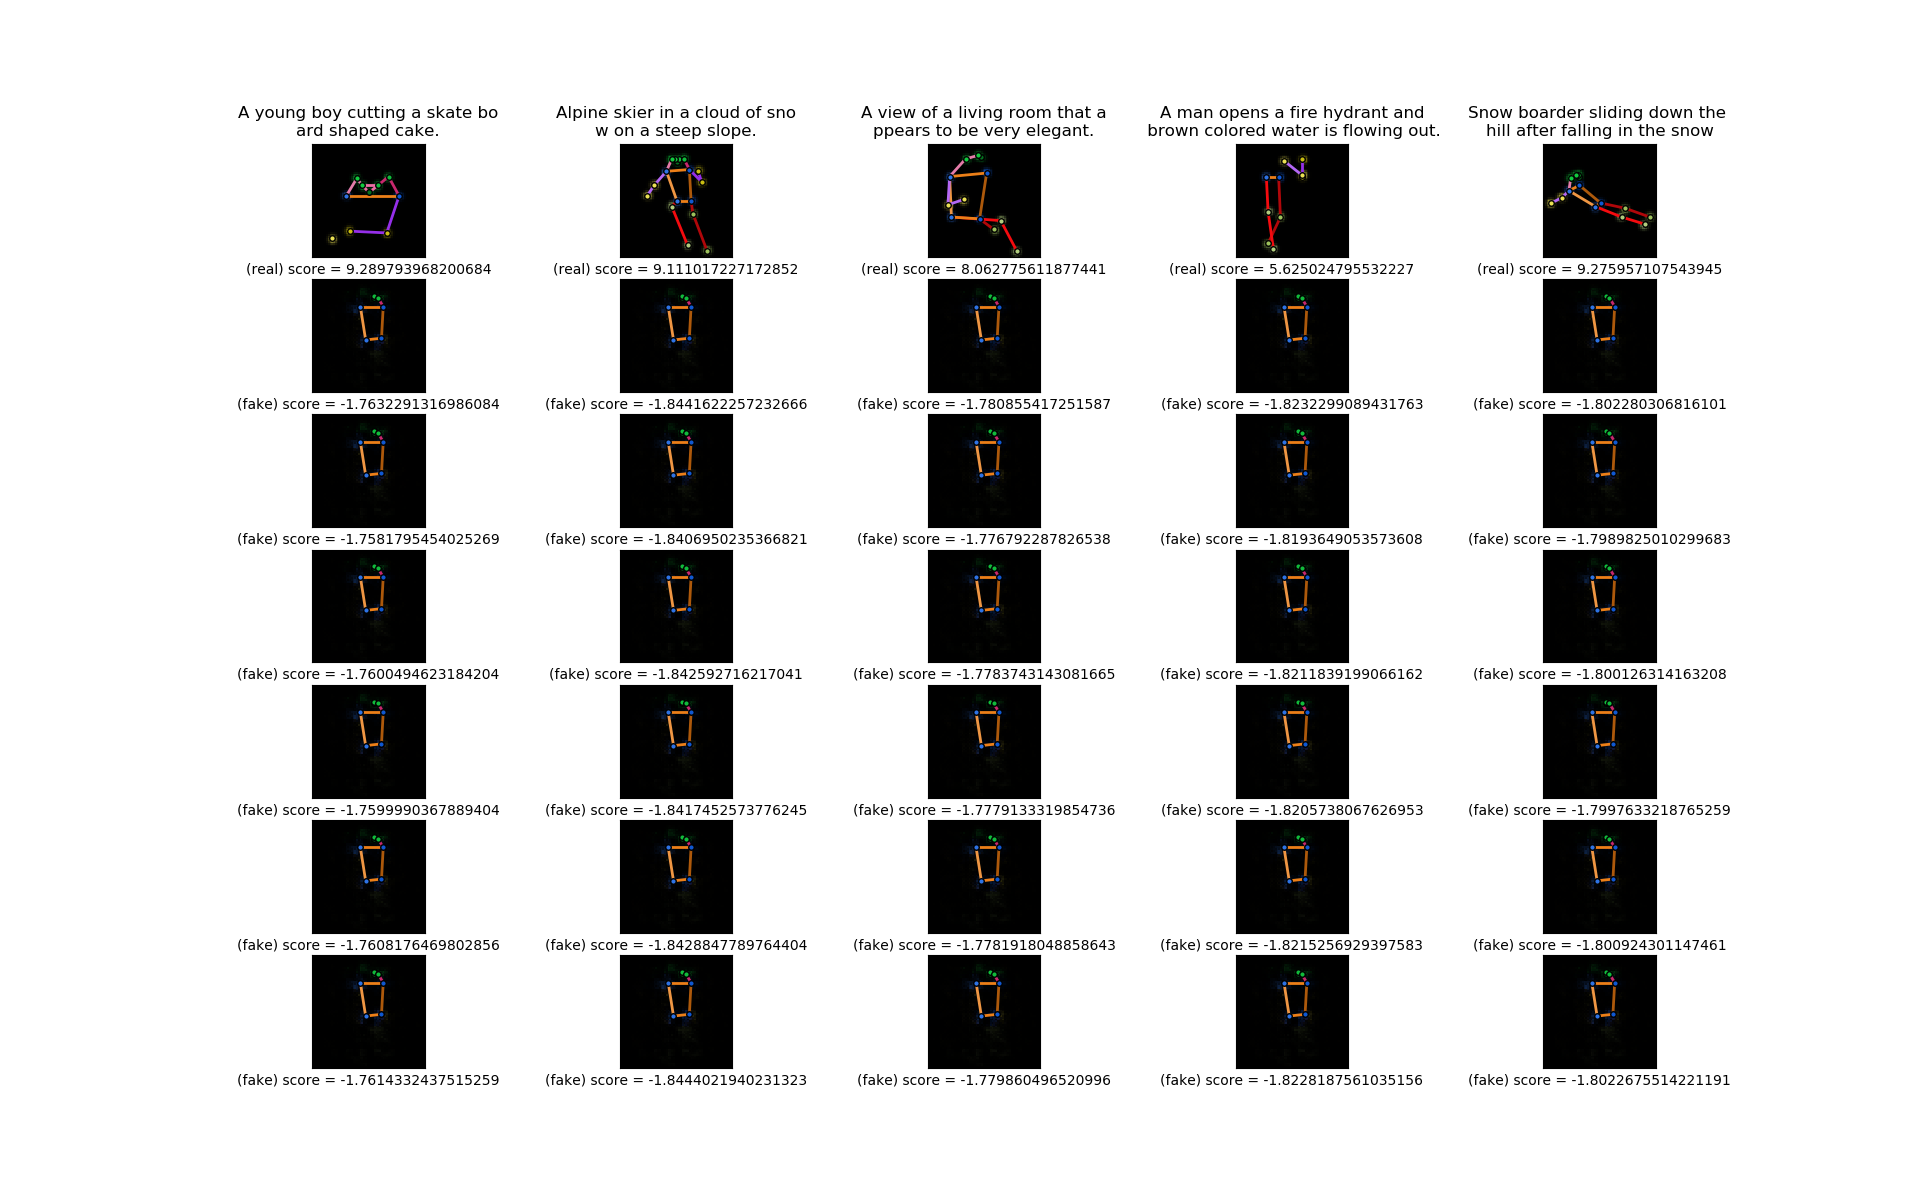 A young boy cutting a skate bo
ard shaped cake.
Alpine skier in a cloud of sno
w on a steep slope.
A view of a living room that a
ppears to be very elegant.
A man opens a fire hydrant and
brown colored water is flowing out.
Snow boarder sliding down the
hill after falling in the snow
(real) score = 9.289793968200684
(real) score = 9.111017227172852
(real) score = 8.062775611877441
(real) score = 5.625024795532227
(real) score = 9.275957107543945
(fake) score = -1.7632291316986084
(fake) score = -1.8441622257232666
(fake) score = -1.780855417251587
(fake) score = -1.8232299089431763
(fake) score = -1.802280306816101
(fake) score = -1.7581795454025269
(fake) score = -1.8406950235366821
(fake) score = -1.776792287826538
(fake) score = -1.8193649053573608
(fake) score = -1.7989825010299683
(fake) score = -1.7600494623184204
(fake) score = -1.842592716217041
(fake) score = -1.7783743143081665
(fake) score = -1.8211839199066162
(fake) score = -1.800126314163208
(fake) score = -1.7599990367889404
(fake) score = -1.8417452573776245
(fake) score = -1.7779133319854736
(fake) score = -1.8205738067626953
(fake) score = -1.7997633218765259
(fake) score = -1.7608176469802856
(fake) score = -1.8428847789764404
(fake) score = -1.7781918048858643
(fake) score = -1.8215256929397583
(fake) score = -1.800924301147461
(fake) score = -1.7614332437515259
(fake) score = -1.8444021940231323
(fake) score = -1.779860496520996
(fake) score = -1.8228187561035156
(fake) score = -1.8022675514221191